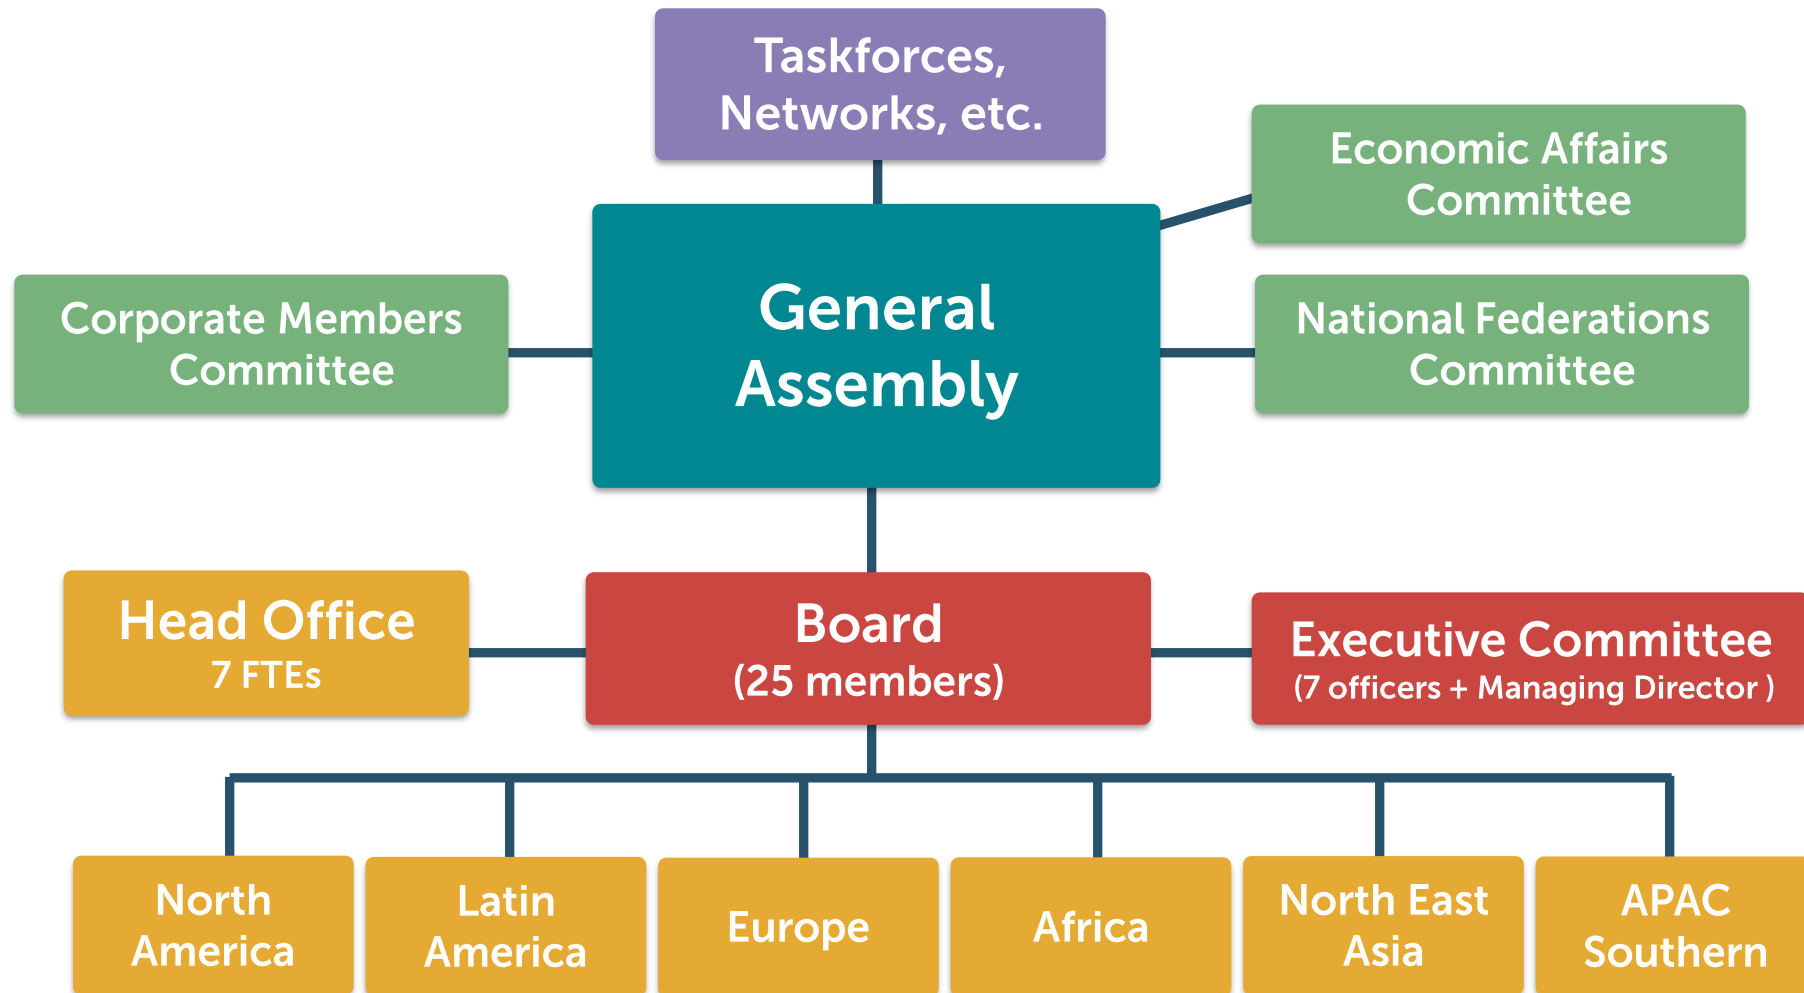 Taskforces,
Networks, etc.
Economic Affairs
Committee
Corporate Members
Committee
General
Assembly
National Federations
Committee
Head Office
7 FTEs
Board
(25 members)
Executive Committee
(7 officers + Managing Director )
North
America
Latin
America
Europe
Africa
North East
Asia
APAC
Southern